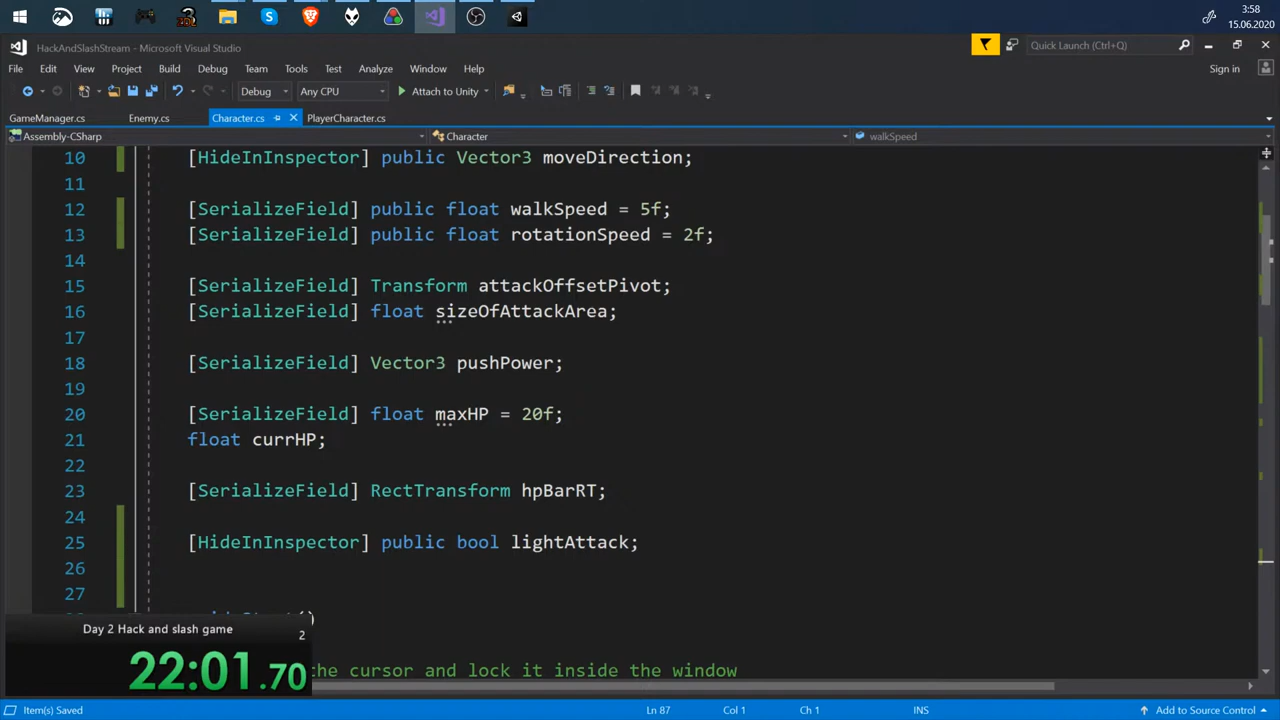 3:58
15.06.2020
HackAndSlashStream - Microsoft Visual Studio
Quick Launch (Ctrl+Q)
File Edit View Project Build Debug Team Tools Test Analyze Window Help
Sign in
Debug Any CPU Attach to Unity
GameManager.cs Enemy.cs Character.cs PlayerCharacter.cs
Assembly-CSharp Character walkSpeed
10 [HideInInspector] public Vector3 moveDirection;
11
12 [SerializeField] public float walkSpeed = 5f;
13 [SerializeField] public float rotationSpeed = 2f;
14
15 [SerializeField] Transform attackOffsetPivot;
16 [SerializeField] float sizeOfAttackArea;
17
18 [SerializeField] Vector3 pushPower;
19
20 [SerializeField] float maxHP = 20f;
21 float currHP;
22
23 [SerializeField] RectTransform hpBarRT;
24
25 [HideInInspector] public bool lightAttack;
26
27
the cursor and lock it inside the window
Day 2 Hack and slash game
2
22:01.70
Item(s) Saved Ln 87 Col 1 Ch 1 INS Add to Source Control